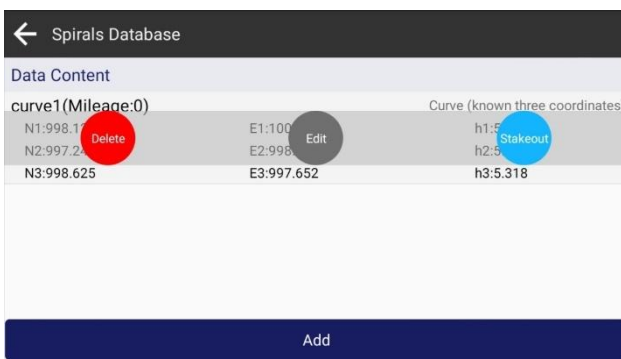 Spirals Database
Data Content
curve1(Mileage:0) Curve (known three coordinates
N1:998.1 Delete E1:100 Edit h1:5 Stakeout
N2:997.24 E2:998 h2:5
N3:998.625 E3:997.652 h3:5.318
Add